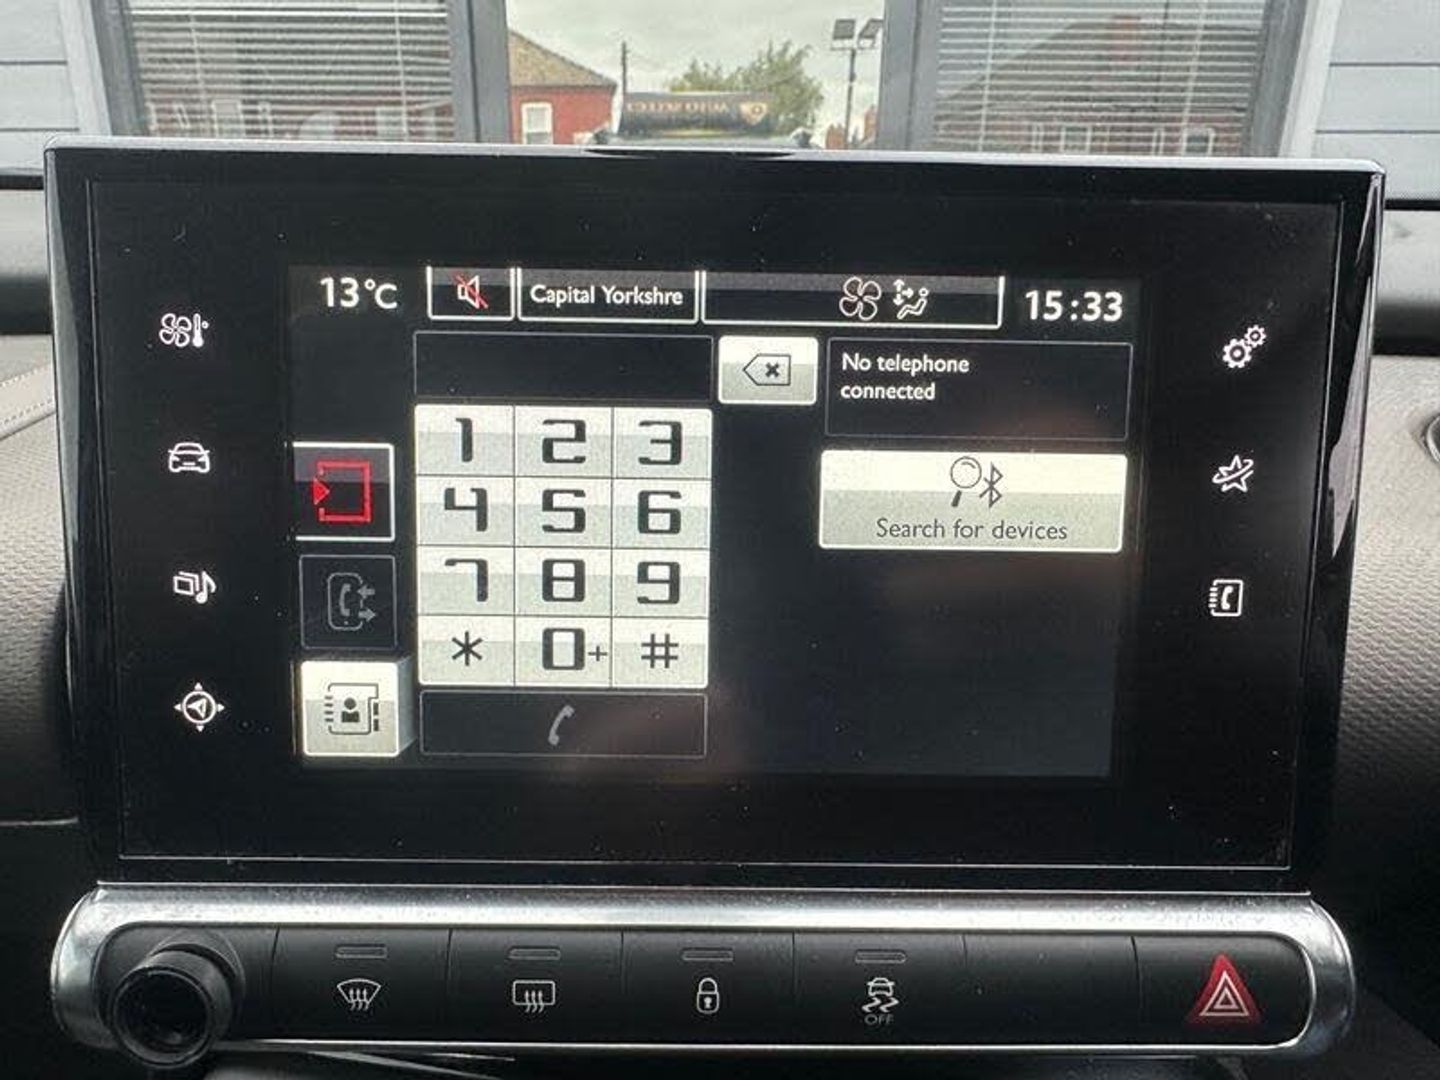 13°C
Capital Yorkshre
15:33
No telephone
connected
1 2 3
4 5 6
7 8 9
* 0+ #
Search for devices
OFF